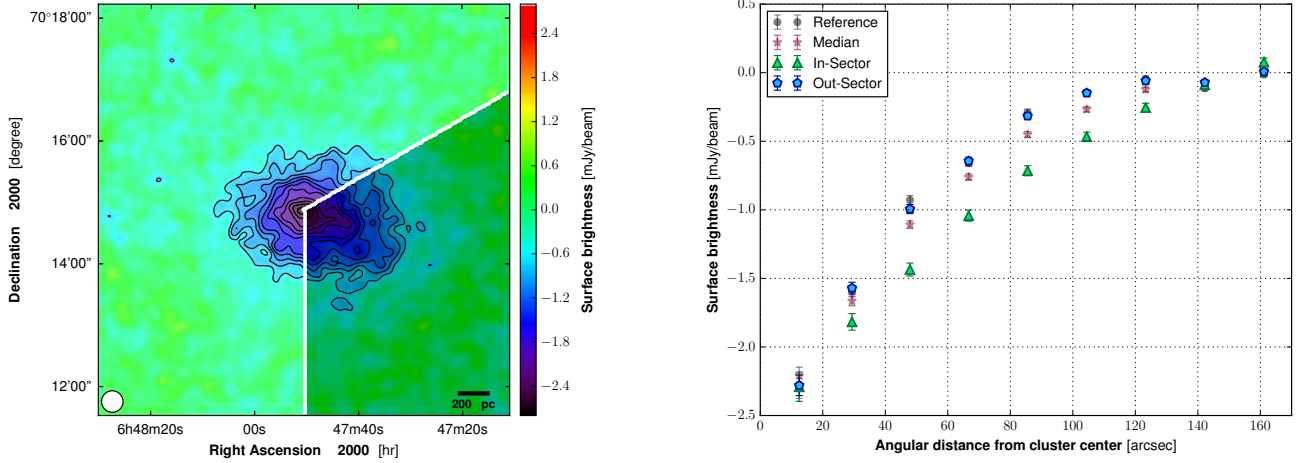 70°18'00"
16'00"
14'00"
12'00"
Declination 2000 [degree]
6h48m20s 00s 47m40s 47m20s
Right Ascension 2000 [hr]
200 pc
2.4
1.8
1.2
0.6
0.0
−0.6
−1.2
−1.8
−2.4
Surface brightness [mJy/beam]
0.5
0.0
−0.5
−1.0
−1.5
−2.0
−2.5
Surface brightness [mJy/beam]
Reference
Median
In-Sector
Out-Sector
0 20 40 60 80 100 120 140 160
Angular distance from cluster center [arcsec]